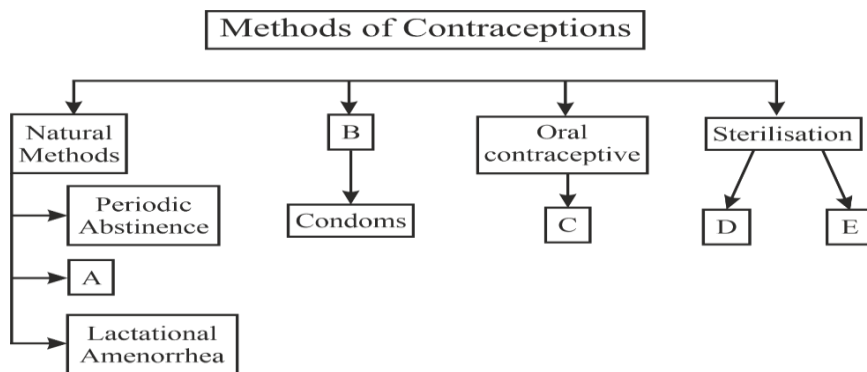 Methods of Contraceptions
Natural
Methods
B
Oral
contraceptive
Sterilisation
Periodic
Abstinence
Condoms
C
D
E
A
Lactational
Amenorrhea